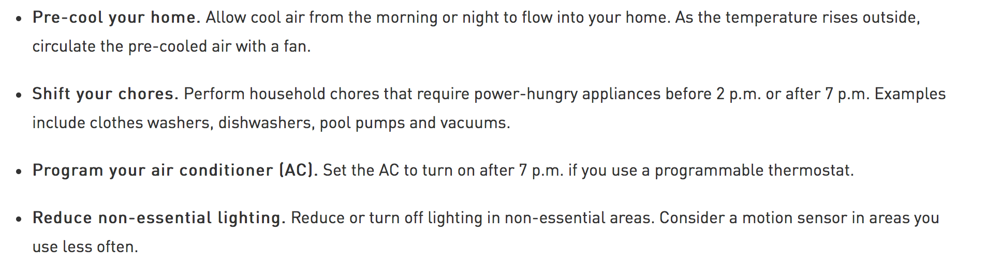 • Pre-cool your home. Allow cool air from the morning or night to flow into your home. As the temperature rises outside,
circulate the pre-cooled air with a fan.
• Shift your chores. Perform household chores that require power-hungry appliances before 2 p.m. or after 7 p.m. Examples
include clothes washers, dishwashers, pool pumps and vacuums.
• Program your air conditioner (AC). Set the AC to turn on after 7 p.m. if you use a programmable thermostat.
• Reduce non-essential lighting. Reduce or turn off lighting in non-essential areas. Consider a motion sensor in areas you
use less often.